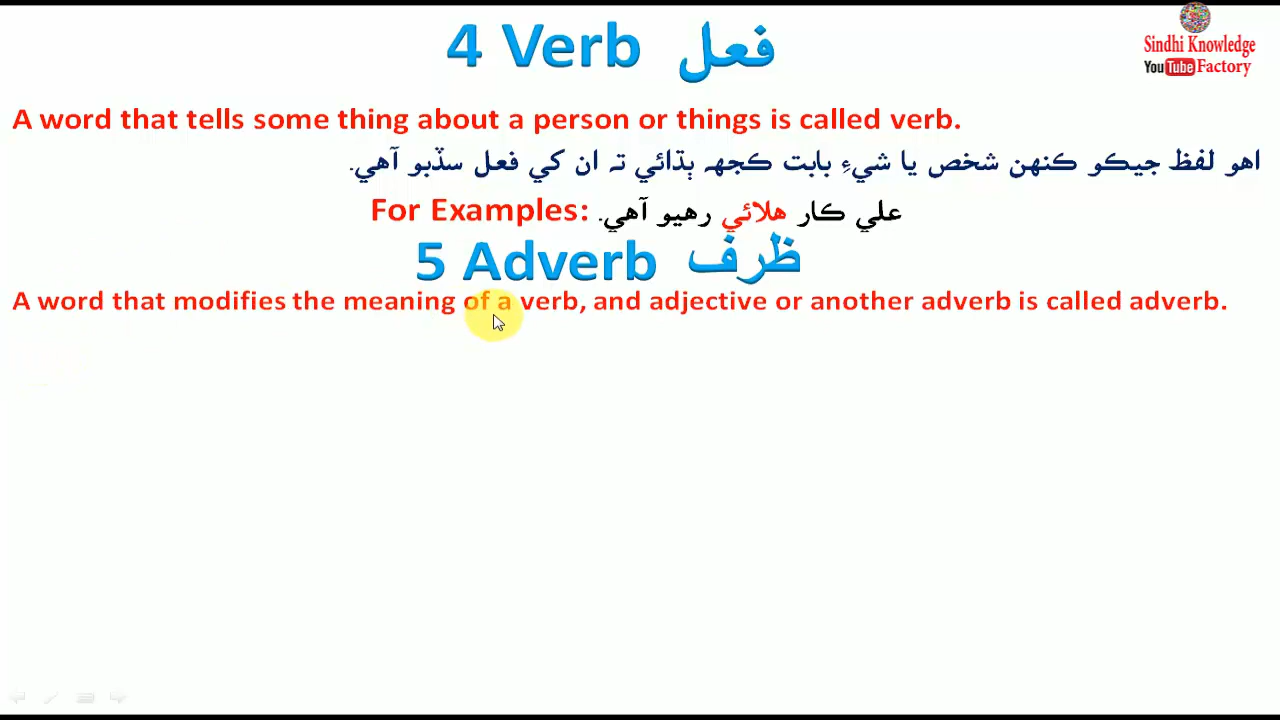 4 Verb فعل
Sindhi Knowledge
YouTube Factory
A word that tells some thing about a person or things is called verb.
اهو لفظ جيڪو ڪنهن شخص يا شيءِ بابت ڪجهہ ٻڌائي تہ ان کي فعل سڏبو آهي.
For Examples: علي ڪار هلائي رهيو آهي.
5 Adverb ظرف
A word that modifies the meaning of a verb, and adjective or another adverb is called adverb.